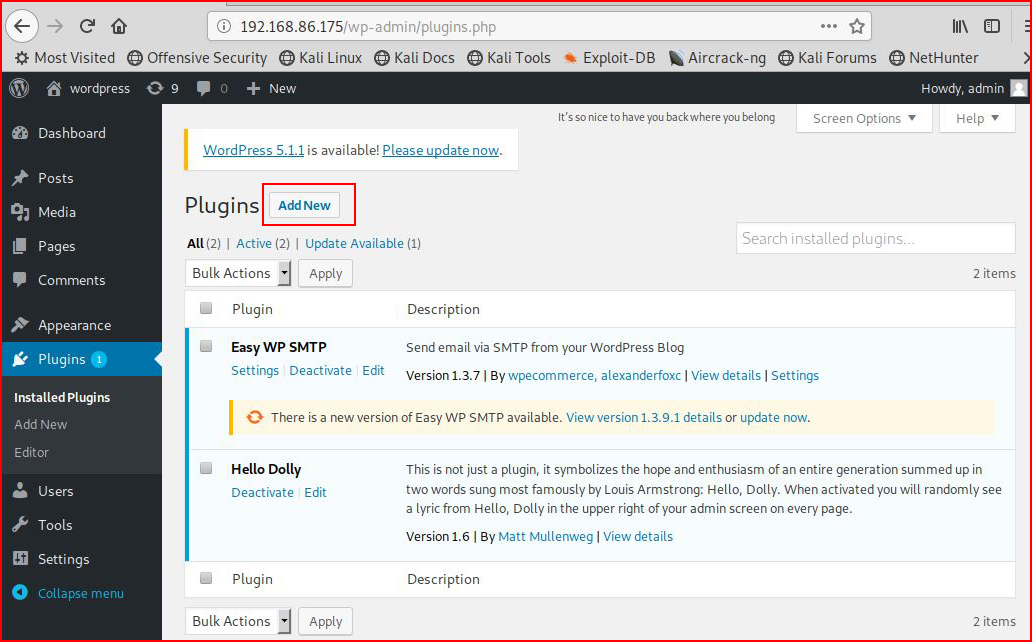 192.168.86.175/wp-admin/plugins.php
Most Visited Offensive Security Kali Linux Kali Docs Kali Tools Exploit-DB Aircrack-ng Kali Forums NetHunter
wordpress 9 0 New Howdy, admin
It's so nice to have you back where you belong Screen Options Help
Dashboard
Posts
Media
Pages
Comments
Appearance
Plugins 1
Installed Plugins
Add New
Editor
Users
Tools
Settings
Collapse menu
WordPress 5.1.1 is available! Please update now.
Plugins Add New
All (2) | Active (2) | Update Available (1)
Search installed plugins...
Bulk Actions Apply 2 items
Plugin Description
Easy WP SMTP Send email via SMTP from your WordPress Blog
Settings | Deactivate | Edit Version 1.3.7 | By wpecommerce, alexanderfoxc | View details | Settings
There is a new version of Easy WP SMTP available. View version 1.3.9.1 details or update now.
Hello Dolly This is not just a plugin, it symbolizes the hope and enthusiasm of an entire generation summed up in
Deactivate | Edit two words sung most famously by Louis Armstrong: Hello, Dolly. When activated you will randomly see
a lyric from Hello, Dolly in the upper right of your admin screen on every page.
Version 1.6 | By Matt Mullenweg | View details
Plugin Description
Bulk Actions Apply 2 items